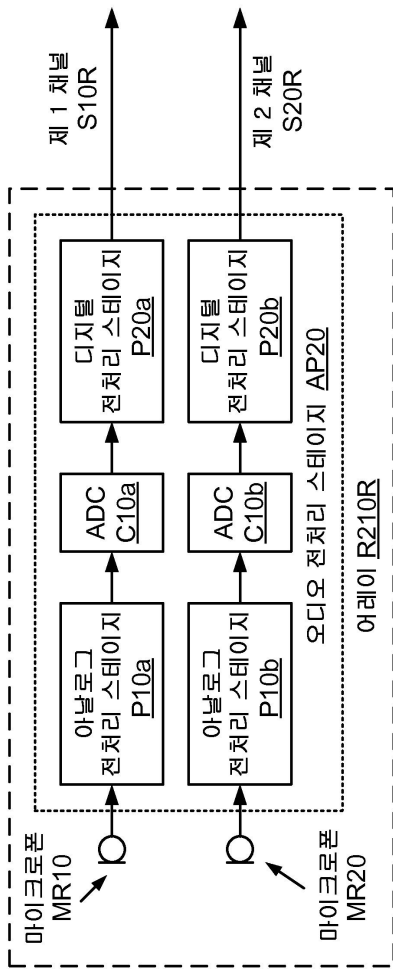 마이크로폰
MR10
아날로그
전처리 스테이지
P10a
ADC
C10a
디지털
전처리 스테이지
P20a
제 1 채널
S10R
마이크로폰
MR20
아날로그
전처리 스테이지
P10b
ADC
C10b
디지털
전처리 스테이지
P20b
제 2 채널
S20R
오디오 전처리 스테이지 AP20
어레이 R210R